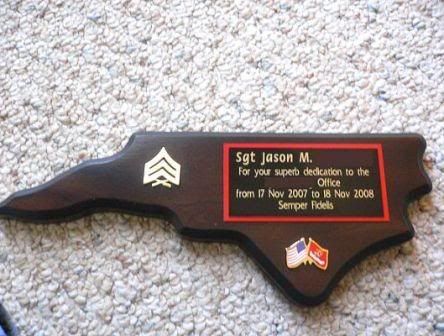 Sgt Jason M.
For your superb dedication to the
Office
from 17 Nov 2007 to 18 Nov 2008
Semper Fidelis